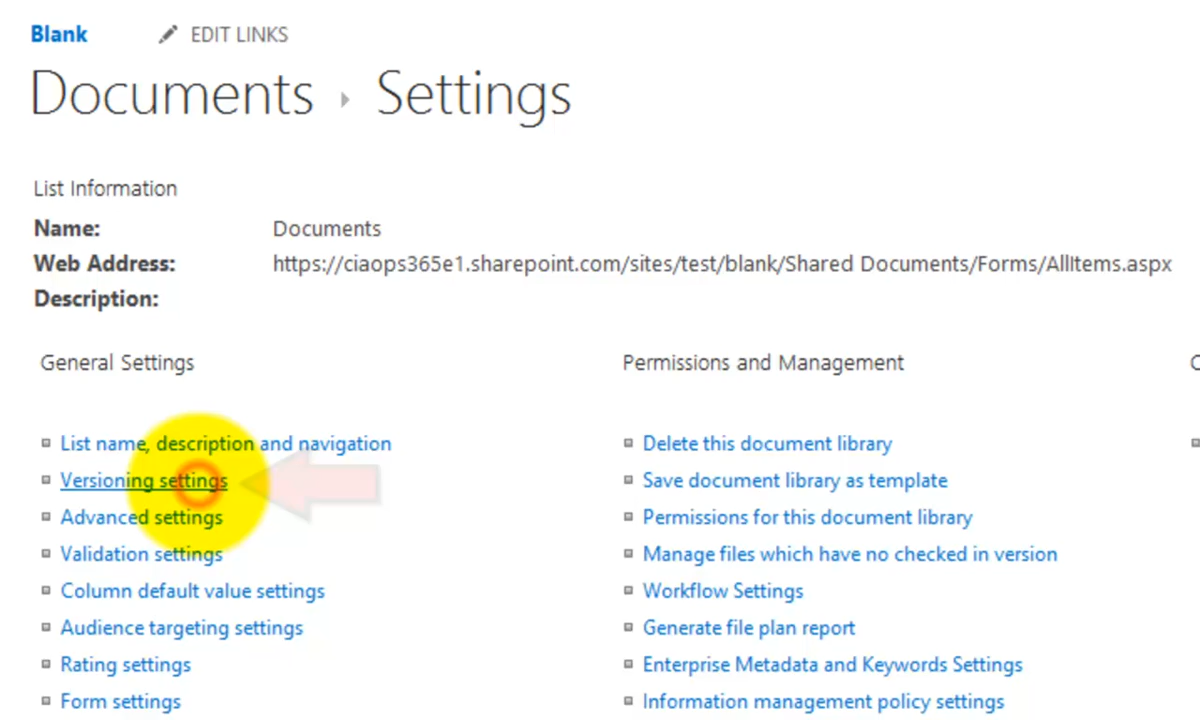 Blank EDIT LINKS
Documents Settings
List Information
Name: Documents
Web Address: https://ciaops365e1.sharepoint.com/sites/test/blank/Shared Documents/Forms/AllItems.aspx
Description:
General Settings
List name, description and navigation
Versioning settings
Advanced settings
Validation settings
Column default value settings
Audience targeting settings
Rating settings
Form settings
Permissions and Management
Delete this document library
Save document library as template
Permissions for this document library
Manage files which have no checked in version
Workflow Settings
Generate file plan report
Enterprise Metadata and Keywords Settings
Information management policy settings